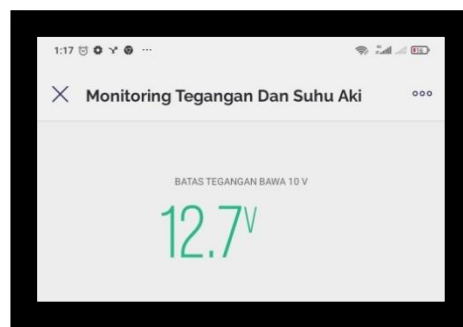 1:17
Monitoring Tegangan Dan Suhu Aki
BATAS TEGANGAN BAWA 10 V
12.7V